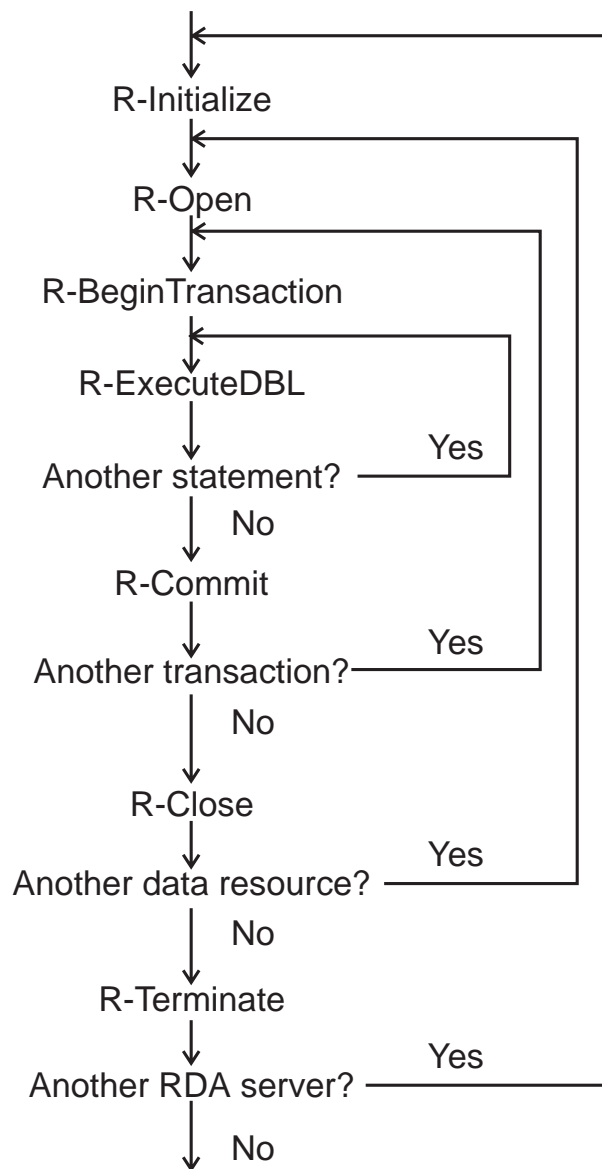 R-Initialize
R-Open
R-BeginTransaction
R-ExecuteDBL
Yes
Another statement?
No
R-Commit
Yes
Another transaction?
No
R-Close
Yes
Another data resource?
No
R-Terminate
Yes
Another RDA server?
No